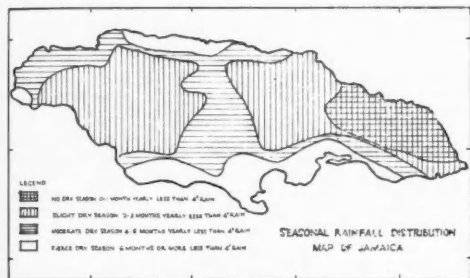 LEGEND
NO DRY SEASON 0-1 MONTH YEARLY LESS THAN 4" RAIN
SLIGHT DRY SEASON 2-3 MONTHS YEARLY LESS THAN 4" RAIN
MODERATE DRY SEASON 4-5 MONTHS YEARLY LESS THAN 4" RAIN
FIERCE DRY SEASON 6 MONTHS OR MORE LESS THAN 4" RAIN
SEASONAL RAINFALL DISTRIBUTION
MAP OF JAMAICA